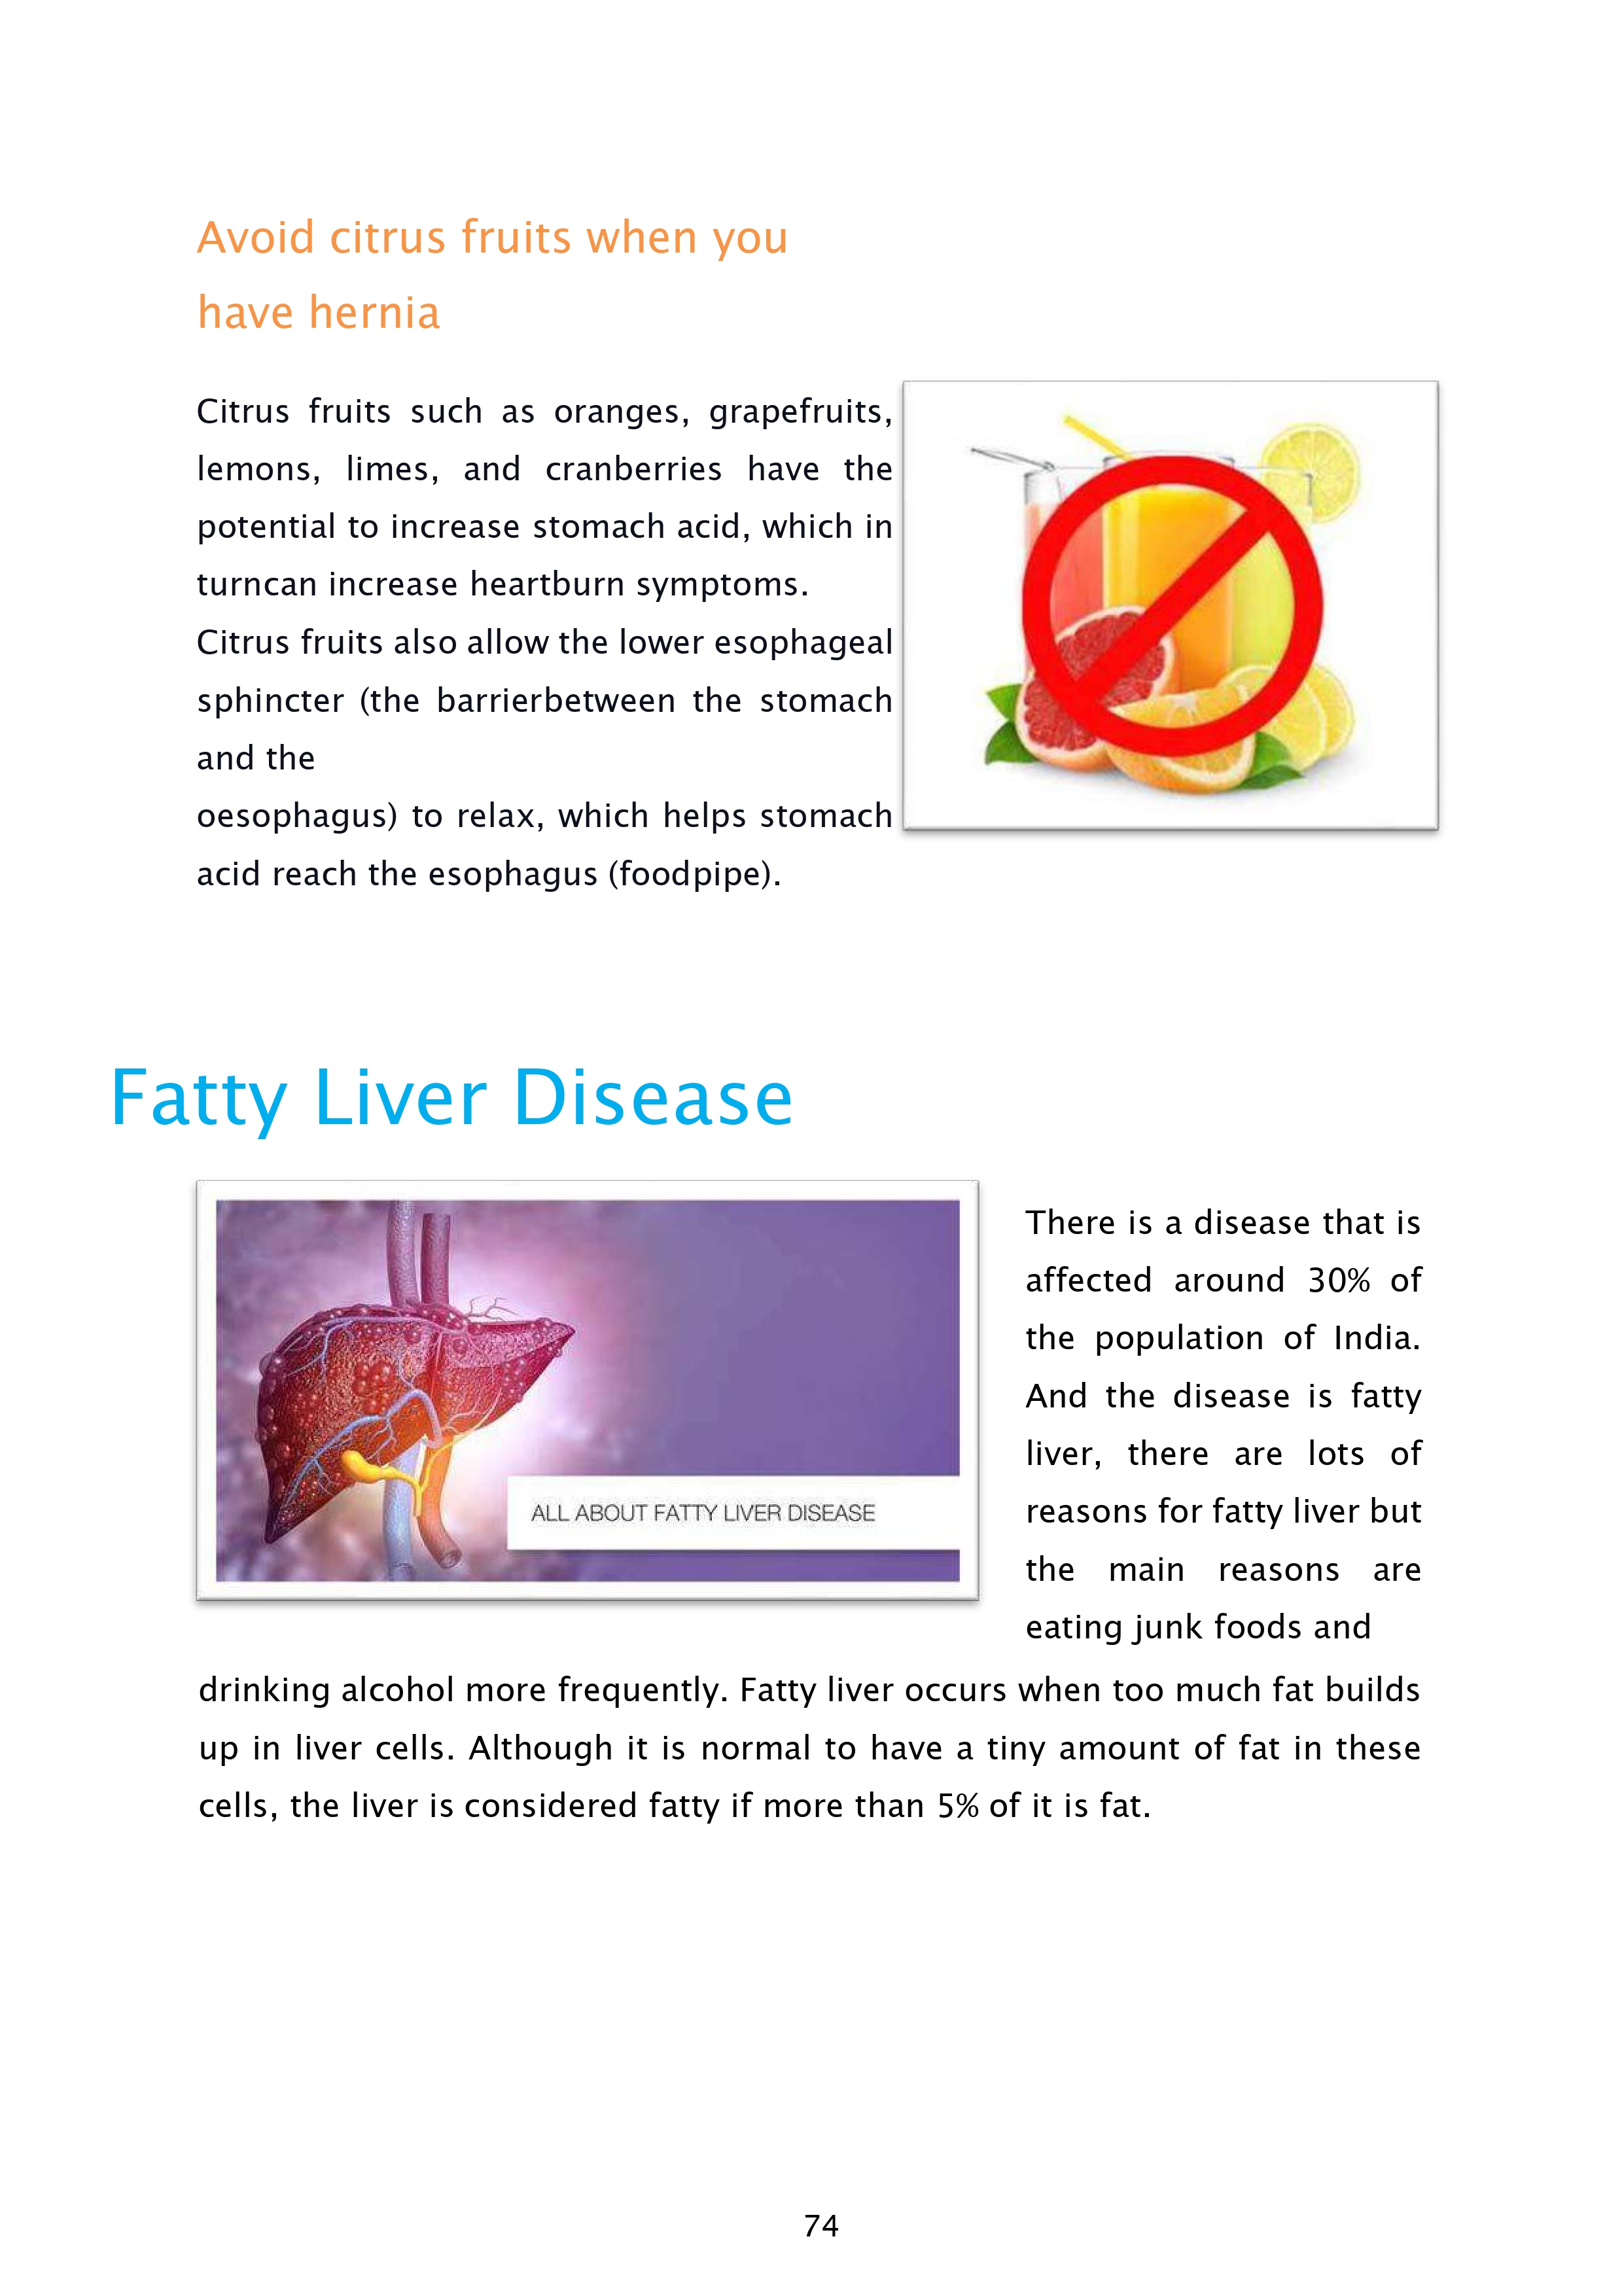 Avoid citrus fruits when you
have hernia
Citrus fruits such as oranges, grapefruits,
lemons, limes, and cranberries have the
potential to increase stomach acid, which in
turncan increase heartburn symptoms.
Citrus fruits also allow the lower esophageal
sphincter (the barrierbetween the stomach
and the
oesophagus) to relax, which helps stomach
acid reach the esophagus (foodpipe).
Fatty Liver Disease
ALL ABOUT FATTY LIVER DISEASE
There is a disease that is
affected around 30% of
the population of India.
And the disease is fatty
liver, there are lots of
reasons for fatty liver but
the main reasons are
eating junk foods and
drinking alcohol more frequently. Fatty liver occurs when too much fat builds
up in liver cells. Although it is normal to have a tiny amount of fat in these
cells, the liver is considered fatty if more than 5% of it is fat.
74